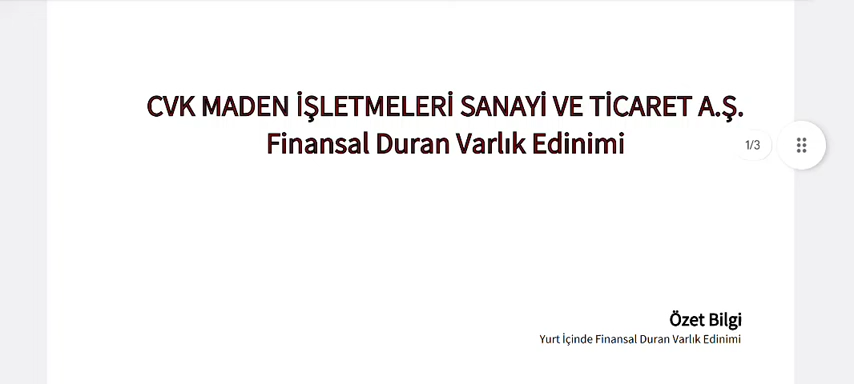 CVK MADEN İŞLETMELERİ SANAYİ VE TİCARET A.Ş.
Finansal Duran Varlık Edinimi
1/3
Özet Bilgi
Yurt İçinde Finansal Duran Varlık Edinimi